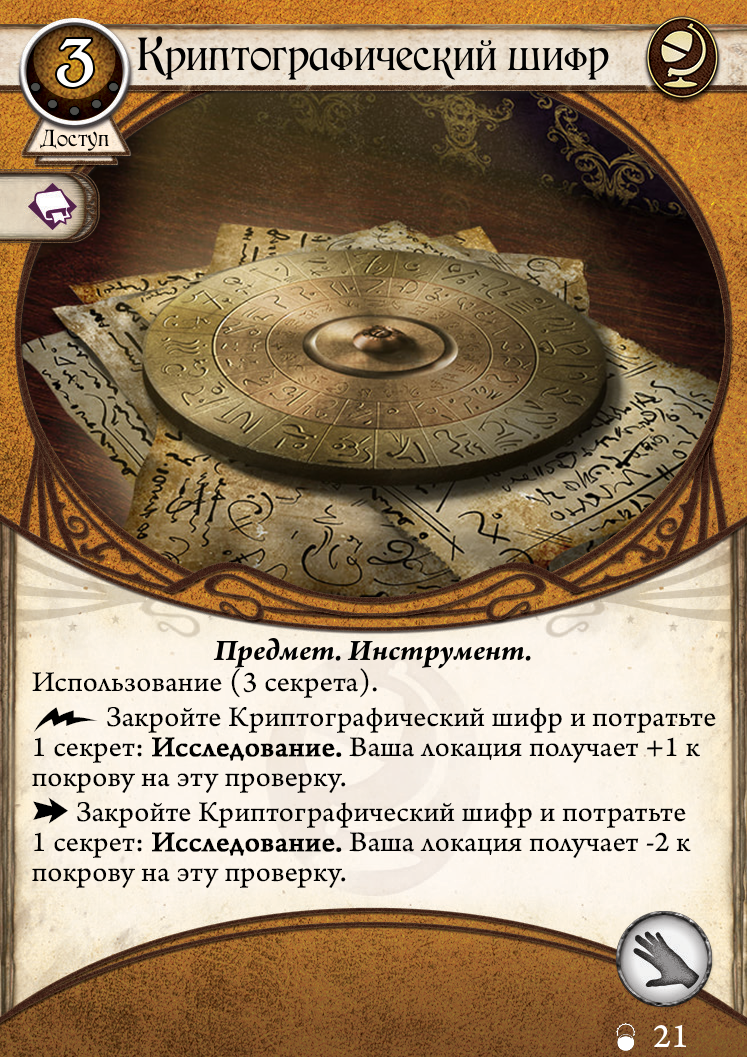 3
Криптографический шифр
Доступ
Предмет. Инструмент.
Использование (3 секрета).
Закройте Криптографический шифр и потратьте
1 секрет: Исследование. Ваша локация получает +1 к
покрову на эту проверку.
Закройте Криптографический шифр и потратьте
1 секрет: Исследование. Ваша локация получает -2 к
покрову на эту проверку.
21